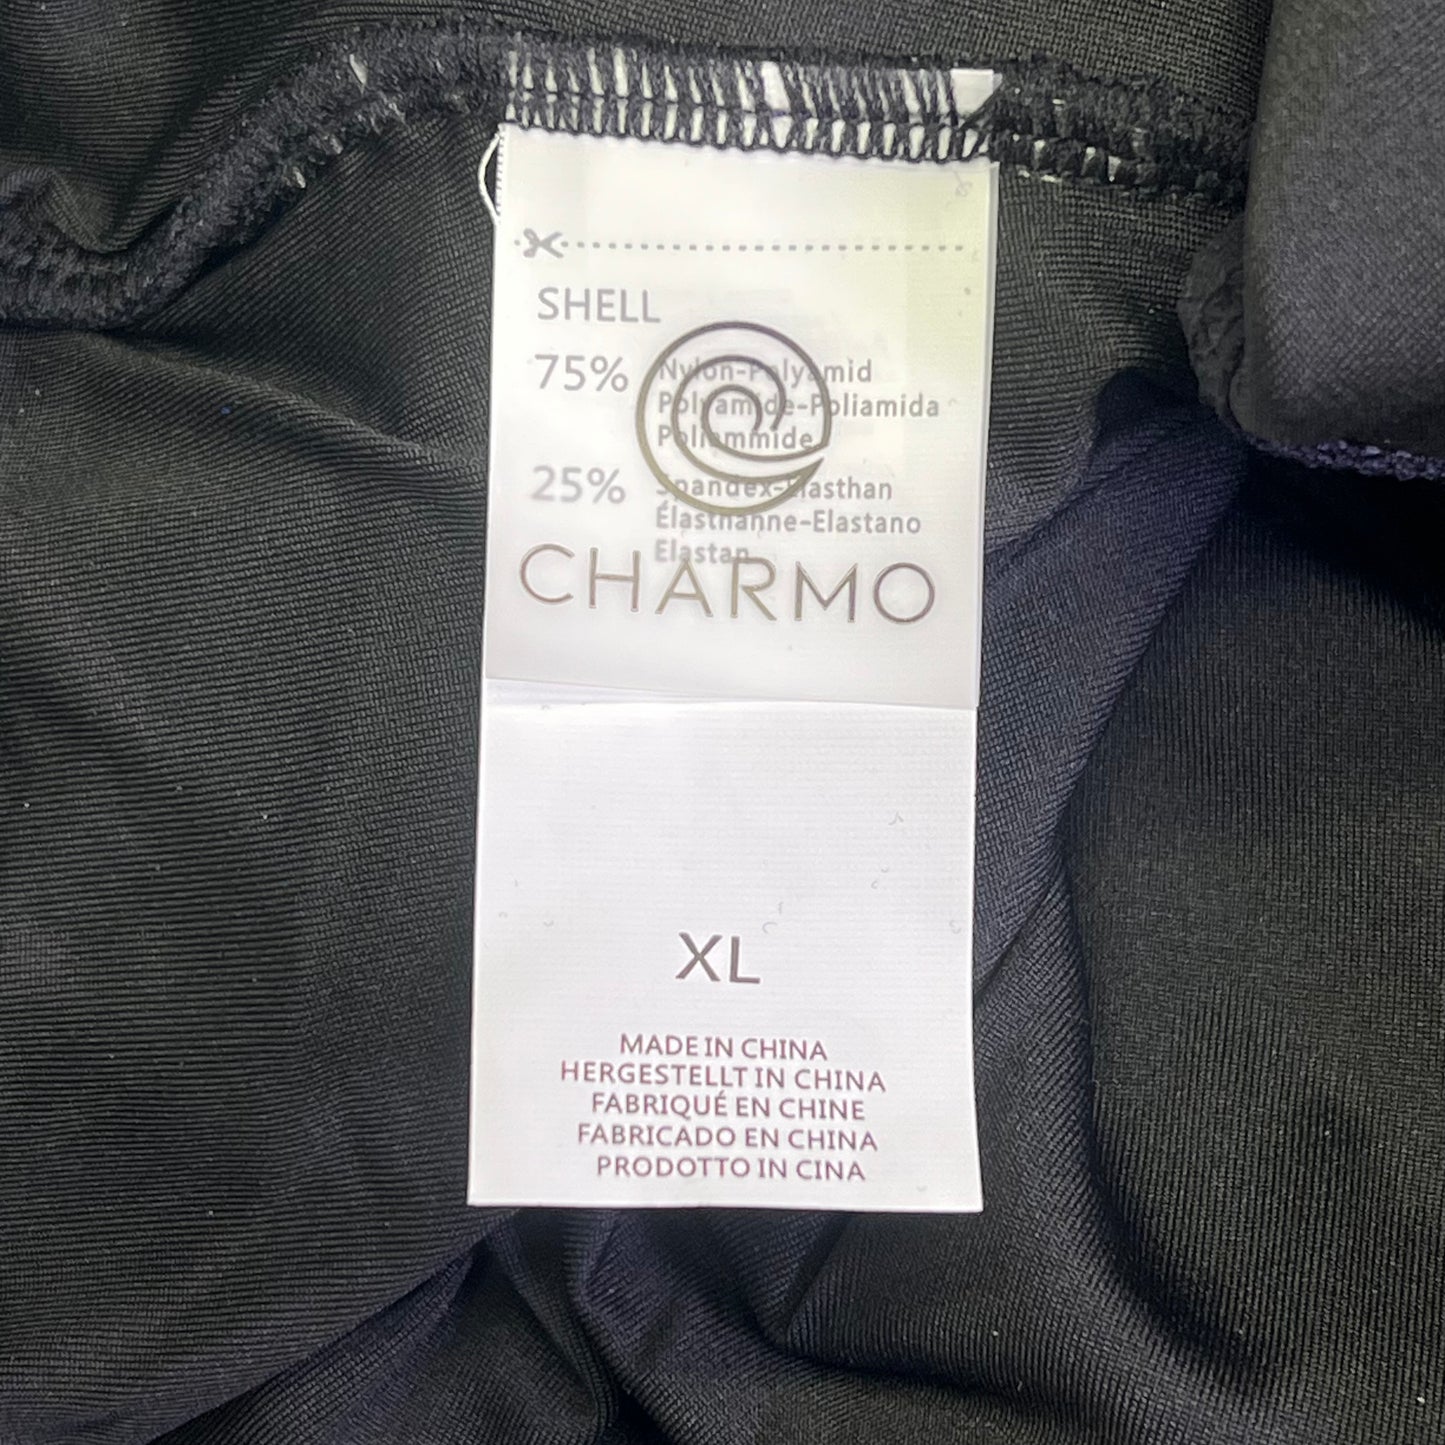 SHELL
75% Nylon-Polyamid
Polyamide-Poliamida
Poliammide
25% Spandex-Elasthan
Élasthanne-Elastano
Elastan
CHARMO
XL
MADE IN CHINA
HERGESTELLT IN CHINA
FABRIQUÉ EN CHINE
FABRICADO EN CHINA
PRODOTTO IN CINA